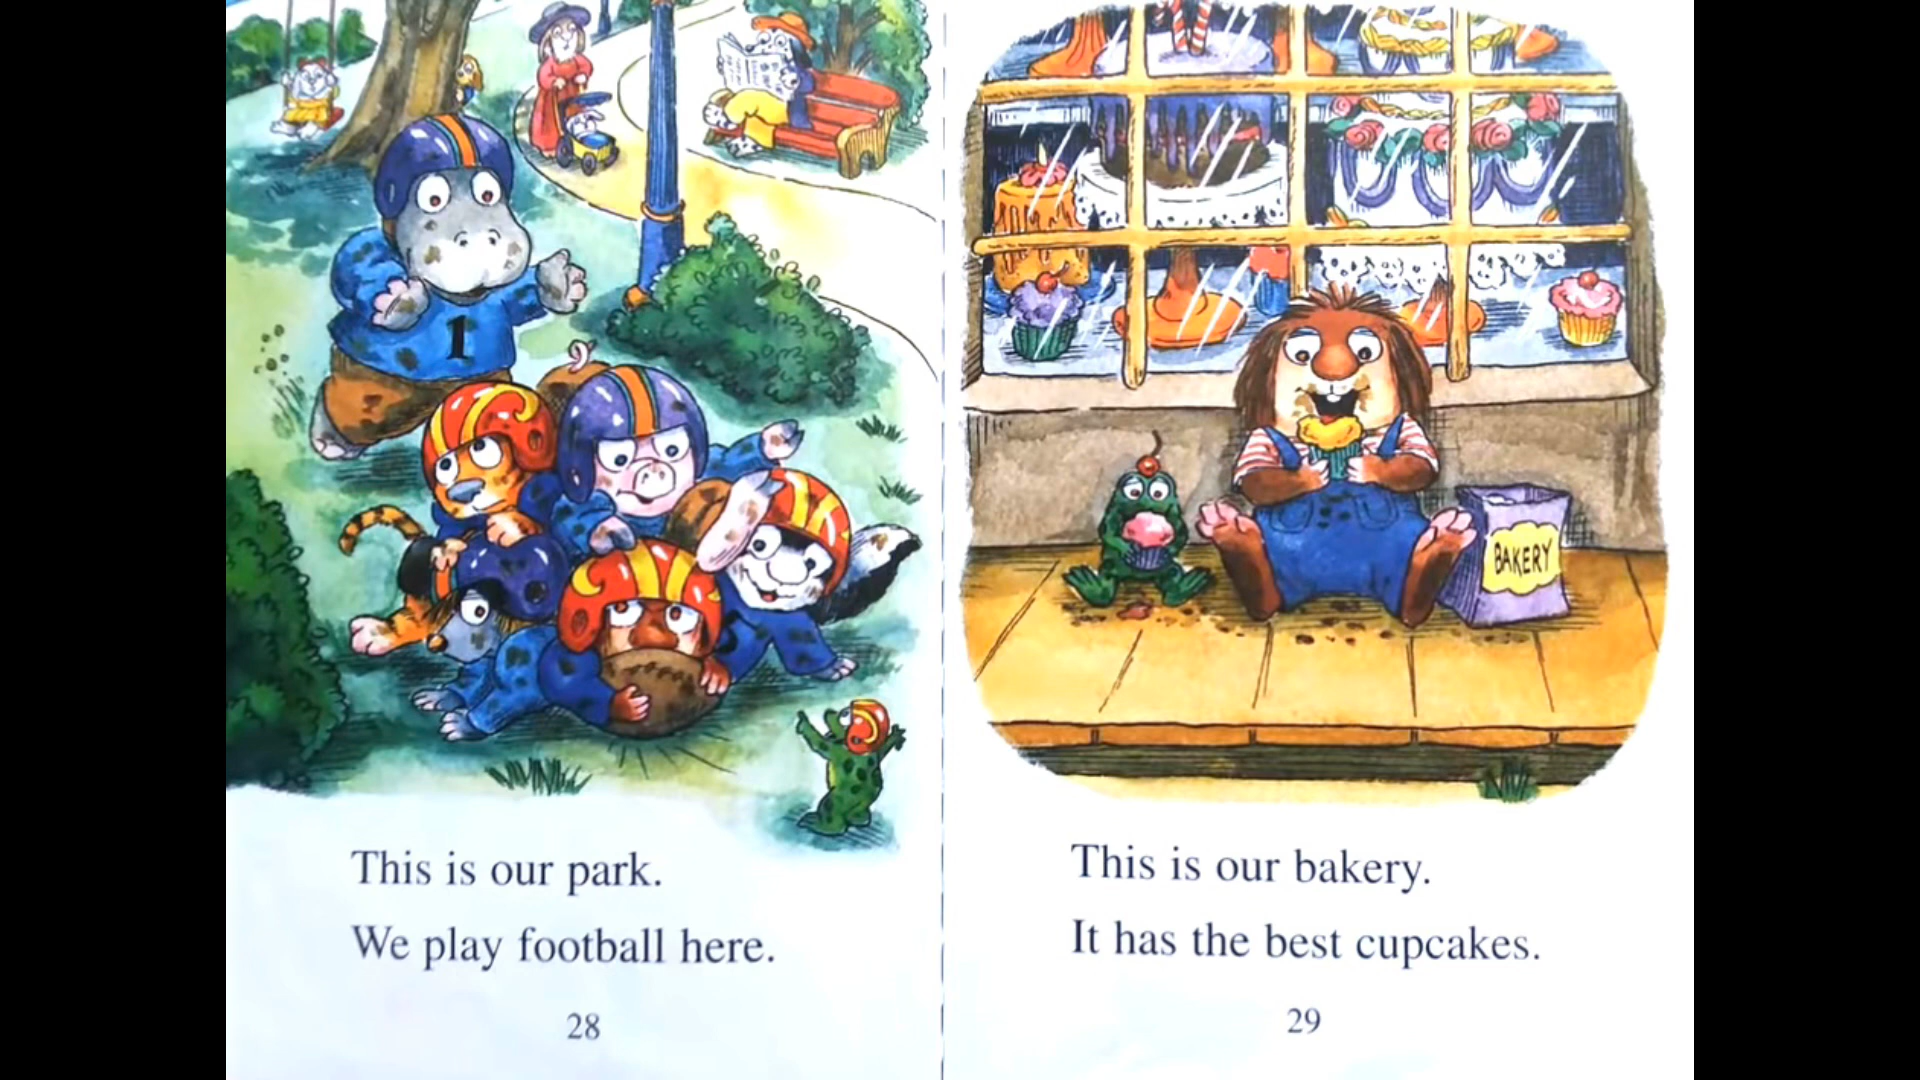 1
This is our park.
We play football here.
28
BAKERY
This is our bakery.
It has the best cupcakes.
29